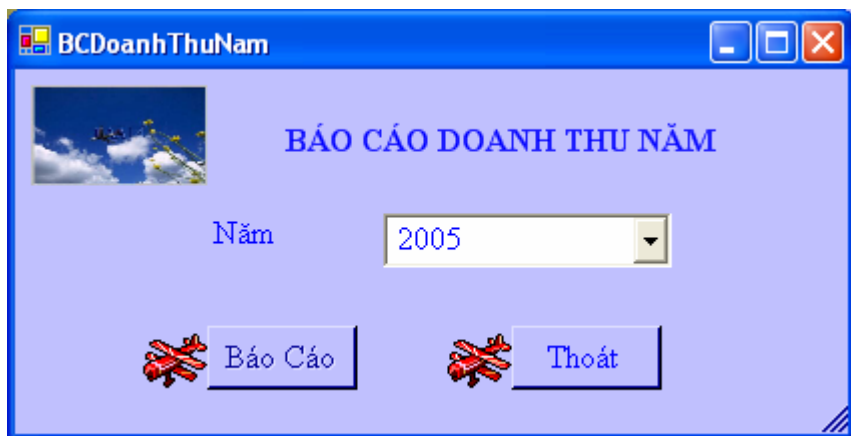 BCDoanhThuNam
BÁO CÁO DOANH THU NĂM
Năm
2005
Báo Cáo
Thoát